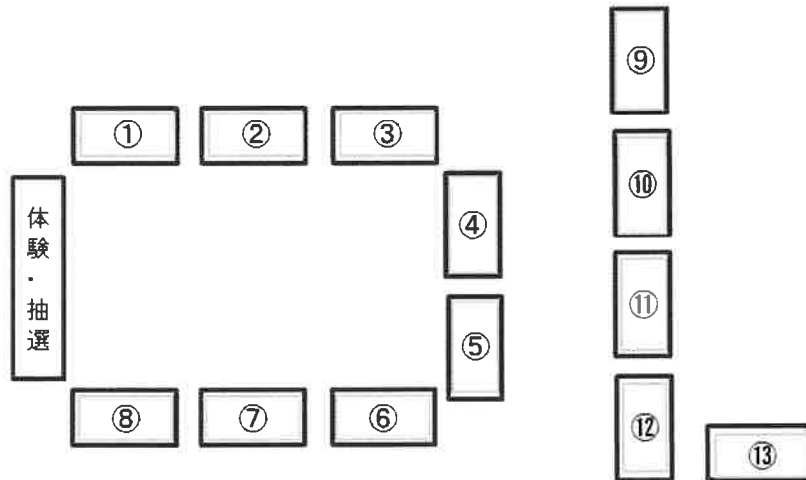 ⑨
① ② ③
⑩
④
体験・抽選
⑪
⑤
⑧ ⑦ ⑥
⑫
⑬